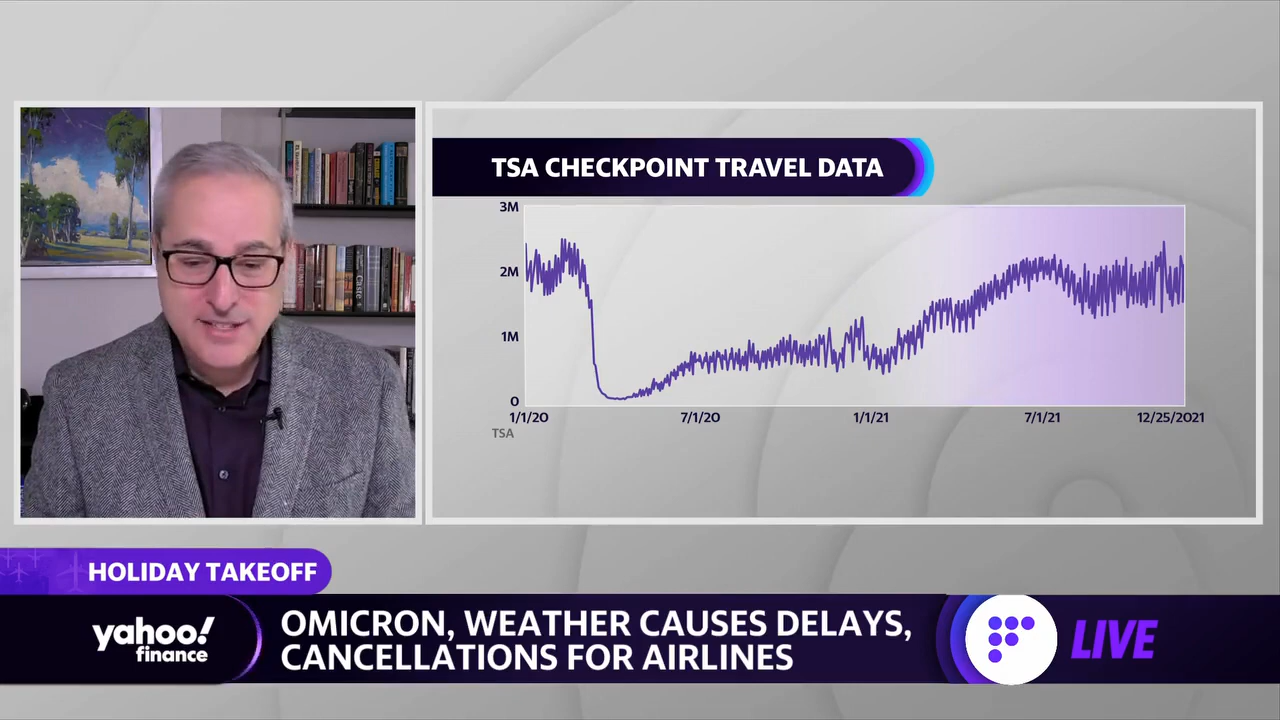 TSA CHECKPOINT TRAVEL DATA
3M
2M
1M
0
1/1/20
7/1/20
1/1/21
7/1/21
12/25/2021
TSA
HOLIDAY TAKEOFF
yahoo!
finance
OMICRON, WEATHER CAUSES DELAYS,
CANCELLATIONS FOR AIRLINES
LIVE